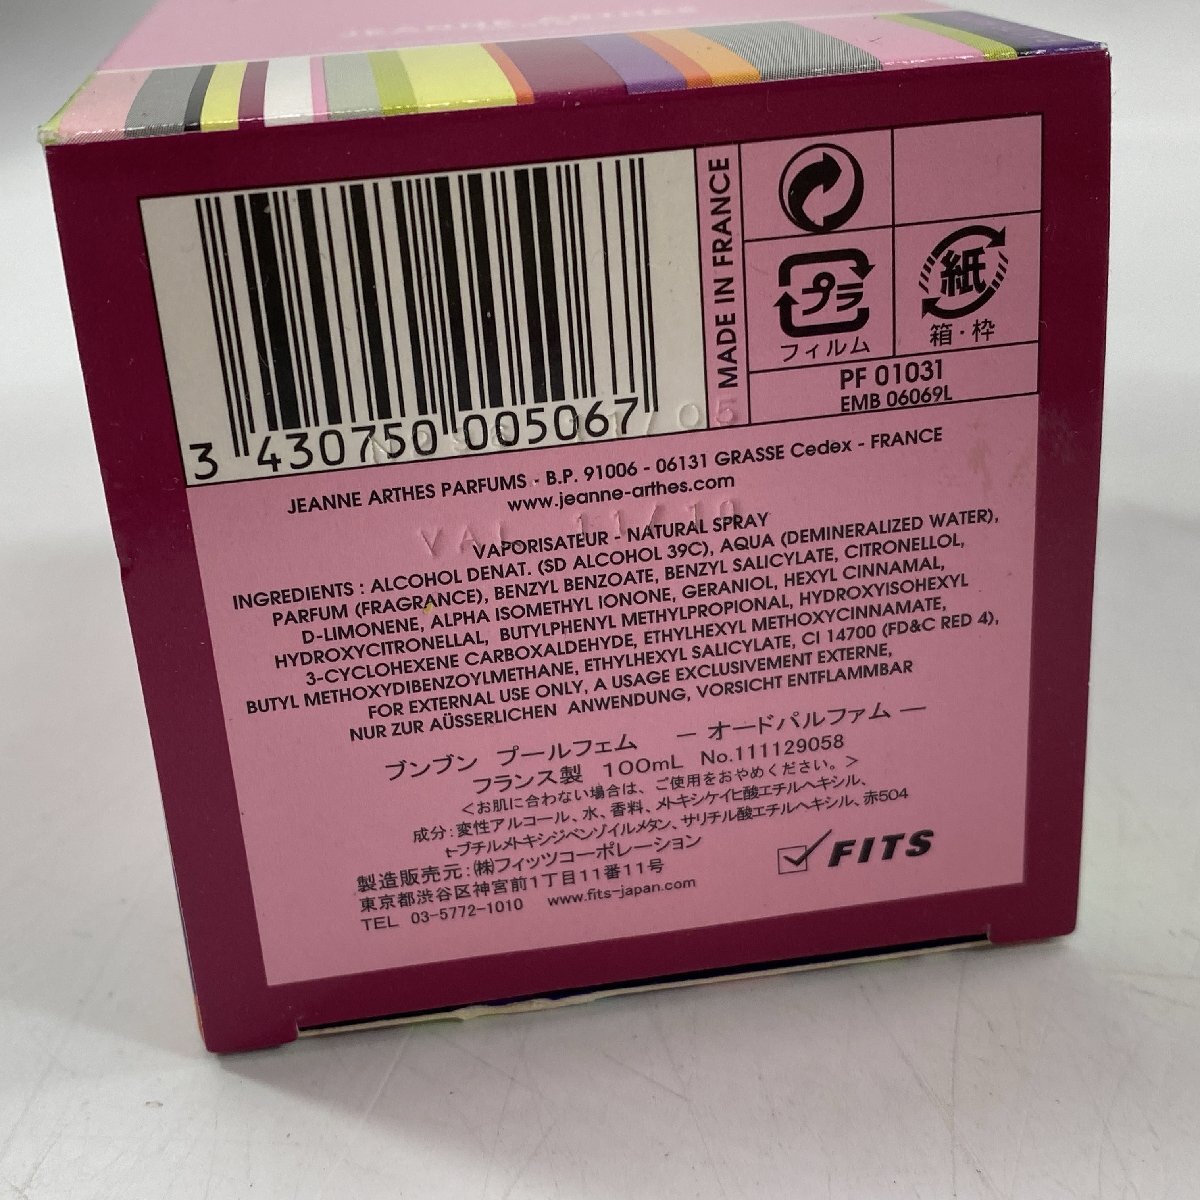 JEANNE ARTHES
3 430750 005067
11/05
MADE IN FRANCE
プラ
フィルム
紙
箱・枠
PF 01031
EMB 06069L
JEANNE ARTHES PARFUMS - B.P. 91006 - 06131 GRASSE Cedex - FRANCE
www.jeanne-arthes.com
VAL 11/10
VAPORISATEUR - NATURAL SPRAY
INGREDIENTS : ALCOHOL DENAT. (SD ALCOHOL 39C), AQUA (DEMINERALIZED WATER),
PARFUM (FRAGRANCE), BENZYL BENZOATE, BENZYL SALICYLATE, CITRONELLOL,
D-LIMONENE, ALPHA ISOMETHYL IONONE, GERANIOL, HEXYL CINNAMAL,
HYDROXYCITRONELLAL, BUTYLPHENYL METHYLPROPIONAL, HYDROXYISOHEXYL
3-CYCLOHEXENE CARBOXALDEHYDE, ETHYLHEXYL METHOXYCINNAMATE,
BUTYL METHOXYDIBENZOYLMETHANE, ETHYLHEXYL SALICYLATE, CI 14700 (FD&C RED 4),
FOR EXTERNAL USE ONLY, A USAGE EXCLUSIVEMENT EXTERNE,
NUR ZUR AÜSSERLICHEN ANWENDUNG, VORSICHT ENTFLAMMBAR
ブンブン プールフェム ー オードパルファム ー
フランス製 100mL No.111129058
<お肌に合わない場合は、ご使用をおやめください。>
成分:変性アルコール、水、香料、メトキシケイヒ酸エチルヘキシル、
t-ブチルメトキシジベンゾイルメタン、サリチル酸エチルヘキシル、赤504
製造販売元:㈱フィッツコーポレーション
東京都渋谷区神宮前1丁目11番11号
TEL 03-5772-1010 www.fits-japan.com
FITS